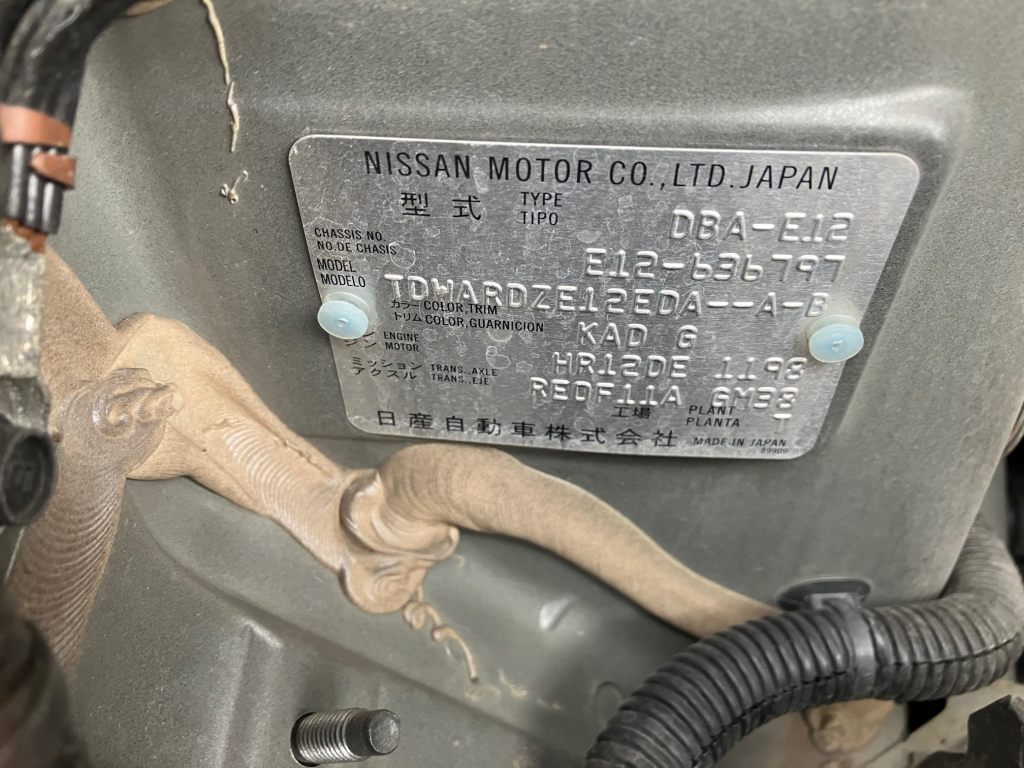 NISSAN MOTOR CO.,LTD.JAPAN
型式 TYPE TIPO DBA-E12
CHASSIS NO. NO.DE CHASIS E12-636797
MODEL MODELO TDWARDZE12EDA--A-B
カラー COLOR,TRIM トリム COLOR,GUARNICION KAD G
ENGINE MOTOR HR12DE 1198
ミッション TRANS.,AXLE アクスル TRANS.,EJE REDF11A GM38
工場 PLANT PLANTA T
日産自動車株式会社 MADE IN JAPAN
89909